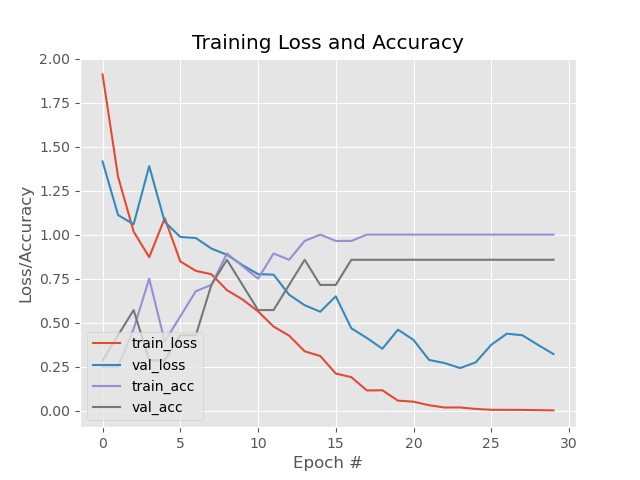 Training Loss and Accuracy
2.00
1.75
1.50
1.25
1.00
0.75
0.50
0.25
0.00
Loss/Accuracy
train_loss
val_loss
train_acc
val_acc
0 5 10 15 20 25 30
Epoch #